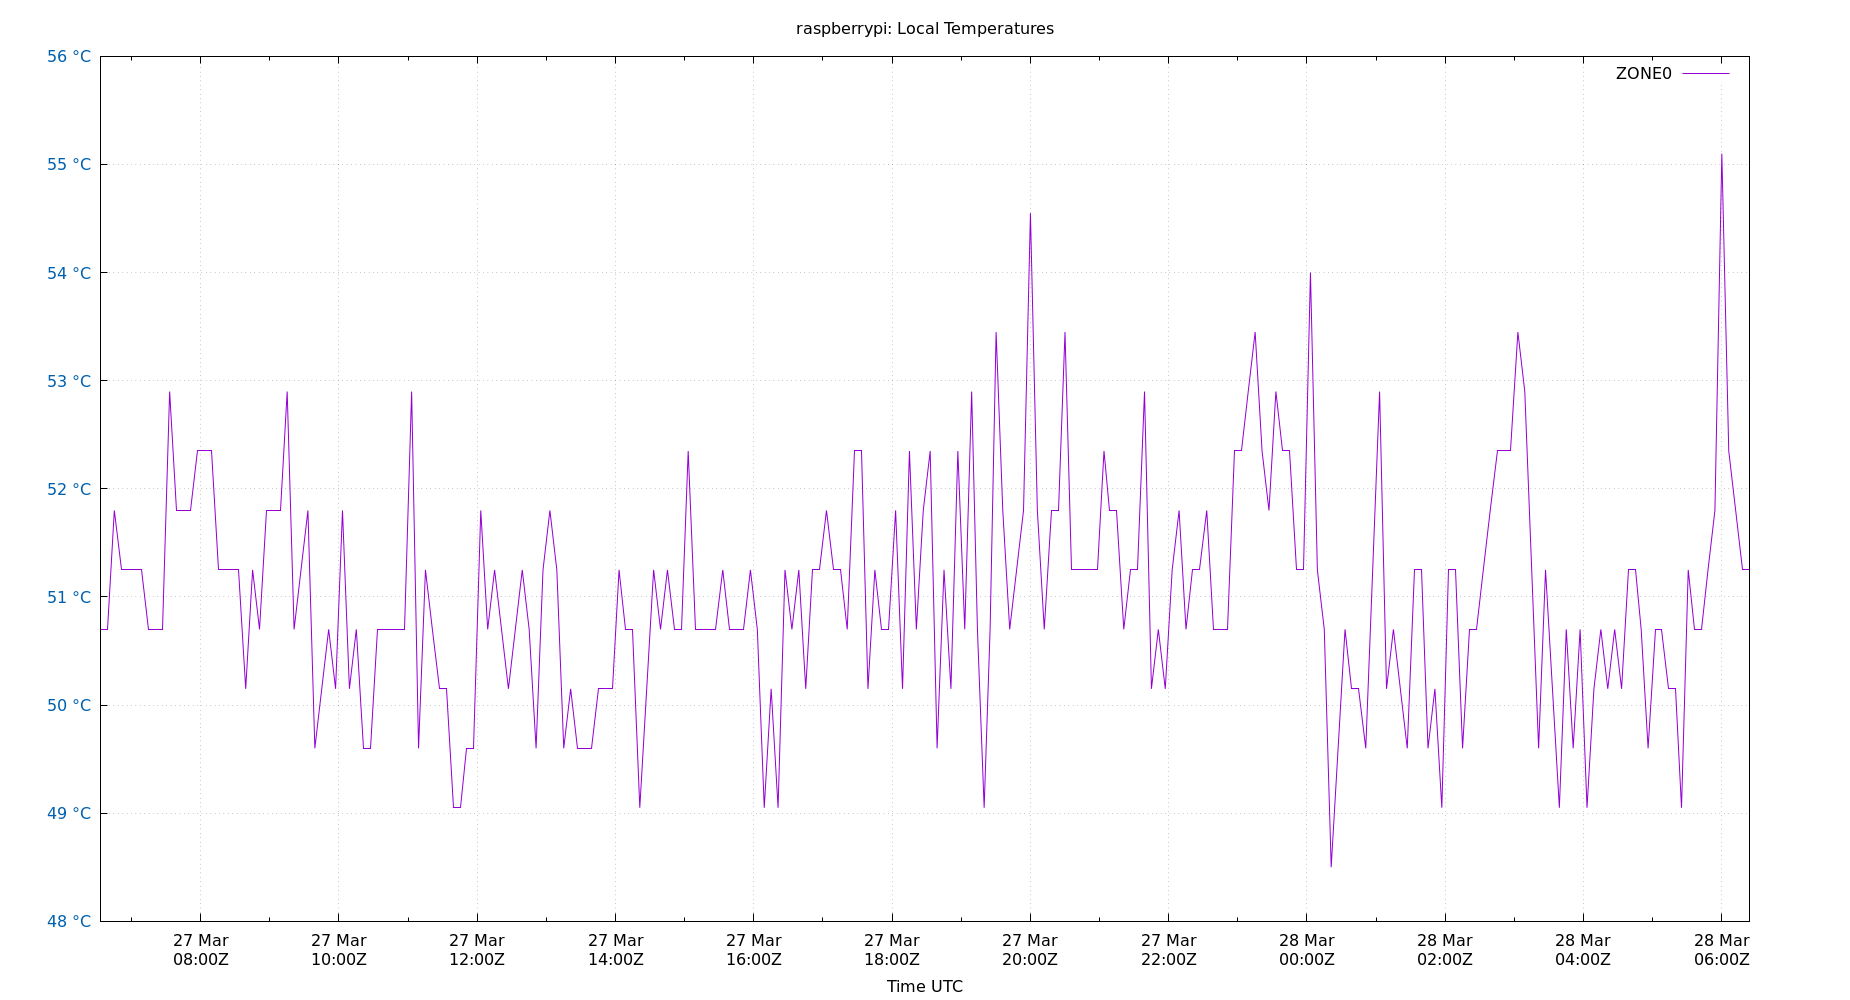 raspberrypi: Local Temperatures
56 °C
ZONE0
55 °C
54 °C
53 °C
52 °C
51 °C
50 °C
49 °C
48 °C
27 Mar 27 Mar 27 Mar 27 Mar 27 Mar 27 Mar 27 Mar 27 Mar 28 Mar 28 Mar 28 Mar 28 Mar
08:00Z 10:00Z 12:00Z 14:00Z 16:00Z 18:00Z 20:00Z 22:00Z 00:00Z 02:00Z 04:00Z 06:00Z
Time UTC